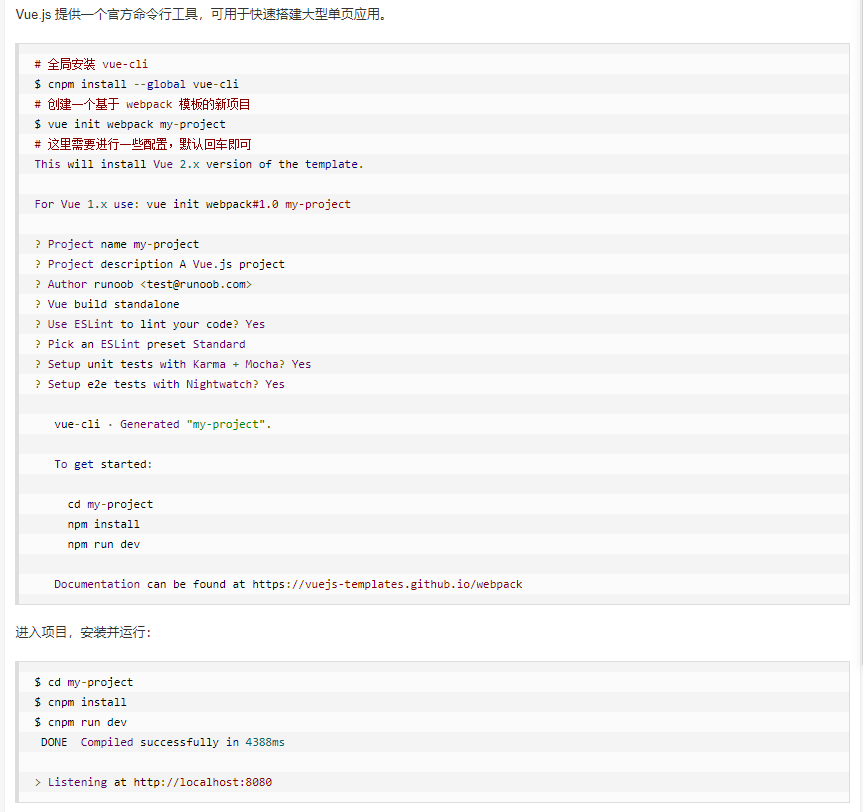 Vue.js 提供一个官方命令行工具，可用于快速搭建大型单页应用。
# 全局安装 vue-cli
$ cnpm install --global vue-cli
# 创建一个基于 webpack 模板的新项目
$ vue init webpack my-project
# 这里需要进行一些配置，默认回车即可
This will install Vue 2.x version of the template.
For Vue 1.x use: vue init webpack#1.0 my-project
? Project name my-project
? Project description A Vue.js project
? Author runoob <test@runoob.com>
? Vue build standalone
? Use ESLint to lint your code? Yes
? Pick an ESLint preset Standard
? Setup unit tests with Karma + Mocha? Yes
? Setup e2e tests with Nightwatch? Yes
vue-cli · Generated "my-project".
To get started:
cd my-project
npm install
npm run dev
Documentation can be found at https://vuejs-templates.github.io/webpack
进入项目，安装并运行：
$ cd my-project
$ cnpm install
$ cnpm run dev
DONE  Compiled successfully in 4388ms
> Listening at http://localhost:8080